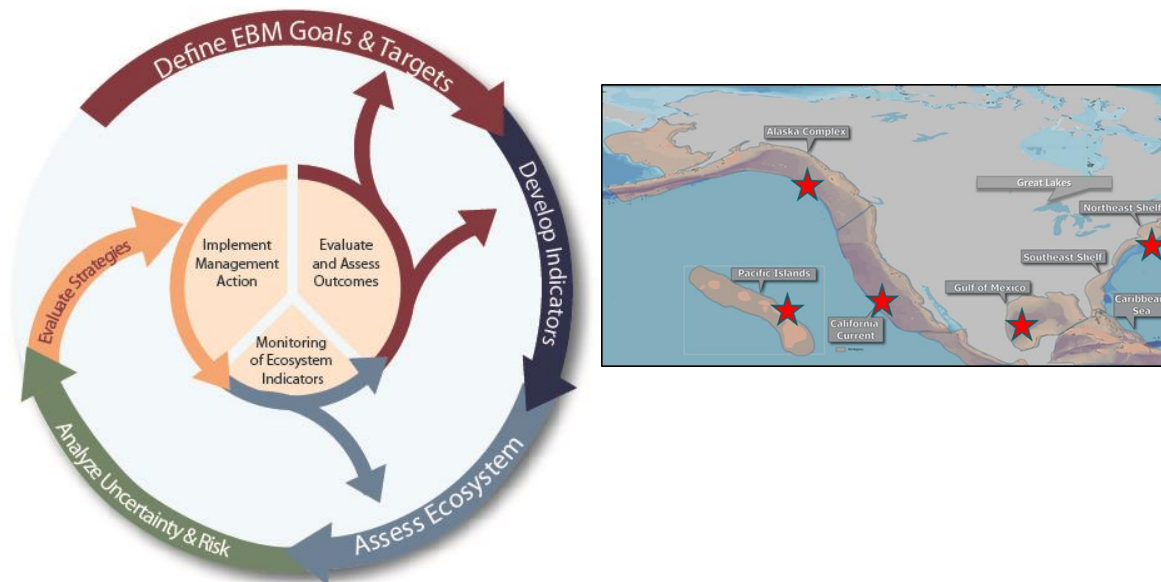 Define EBM Goals & Targets
Develop Indicators
Assess Ecosystem
Analyze Uncertainty & Risk
Evaluate Strategies
Implement
Management
Action
Evaluate
and Assess
Outcomes
Monitoring
of Ecosystem
Indicators
Alaska Complex
Great Lakes
Northeast Shelf
Southeast Shelf
Pacific Islands
Gulf of Mexico
California
Current
Caribbean
Sea